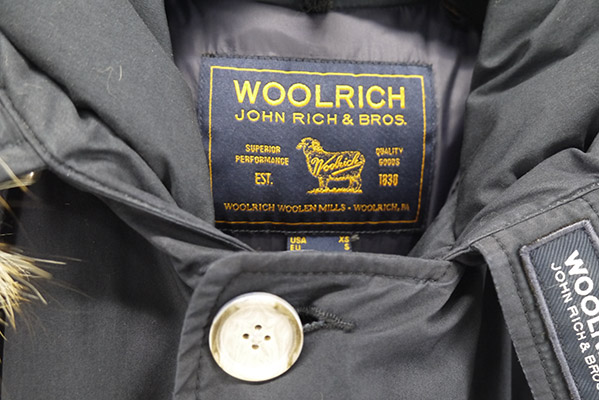 WOOLRICH
JOHN RICH & BROS.
SUPERIOR PERFORMANCE
QUALITY GOODS
Woolrich
EST.
1830
WOOLRICH WOOLEN MILLS - WOOLRICH, PA
USA XS
EU S
WOOLR
JOHN RICH & BROS